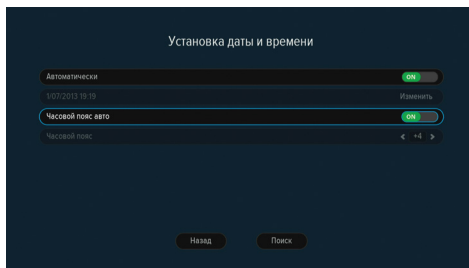 Установка даты и времени
Автоматически ON
1/07/2013 19:19 Изменить
Часовой пояс авто ON
Часовой пояс < +4 >
Назад Поиск